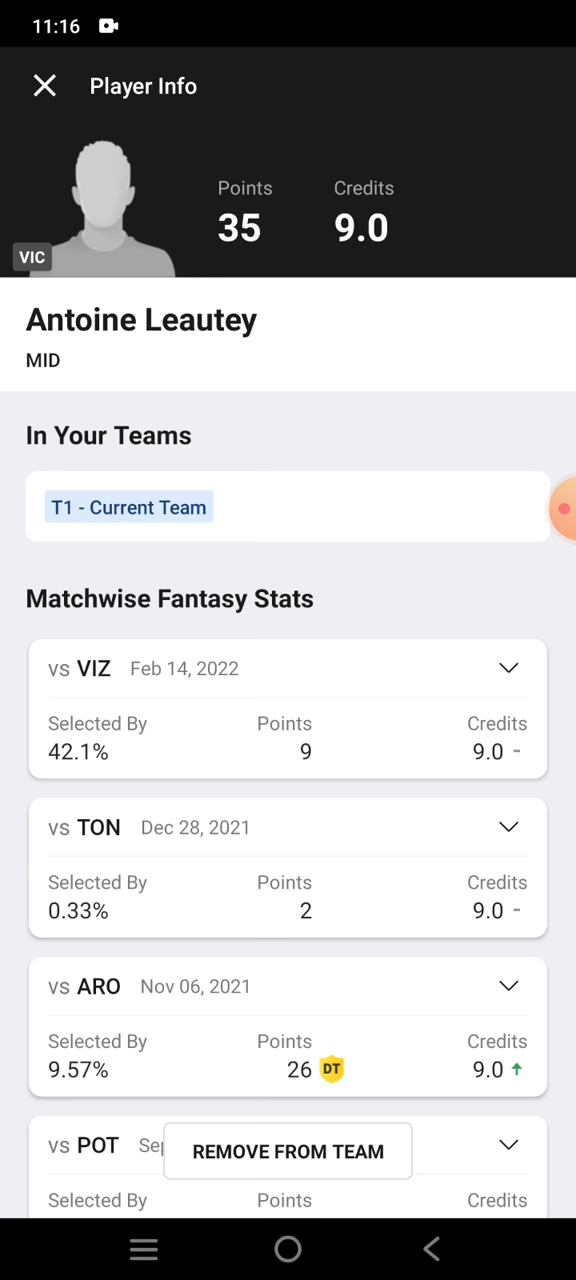 11:16
Player Info
Points Credits
35 9.0
VIC
Antoine Leautey
MID
In Your Teams
T1 - Current Team
Matchwise Fantasy Stats
vs VIZ Feb 14, 2022
Selected By Points Credits
42.1% 9 9.0 -
vs TON Dec 28, 2021
Selected By Points Credits
0.33% 2 9.0 -
vs ARO Nov 06, 2021
Selected By Points Credits
9.57% 26 DT 9.0 ↑
vs POT Sep
REMOVE FROM TEAM
Selected By Points Credits